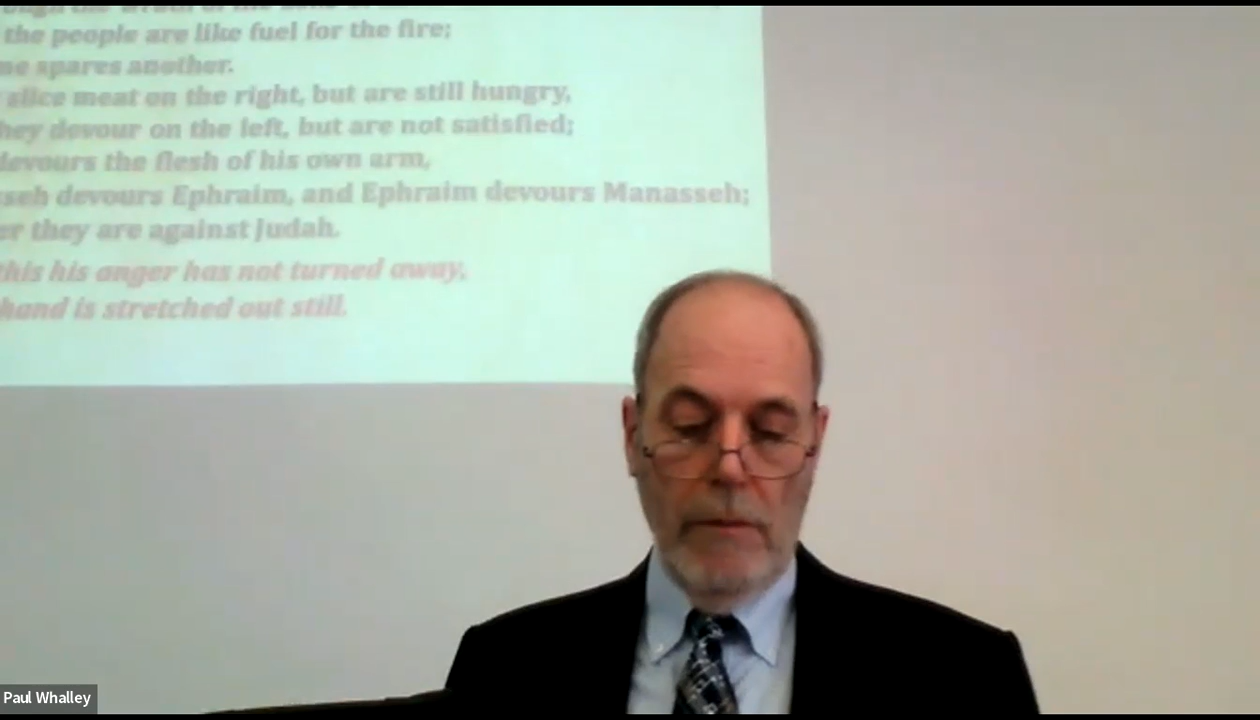 the people are like fuel for the fire;
spares another.
slice meat on the right, but are still hungry,
devour on the left, but are not satisfied;
devours the flesh of his own arm,
seh devours Ephraim, and Ephraim devours Manasseh;
they are against Judah.
this his anger has not turned away,
hand is stretched out still.
Paul Whalley